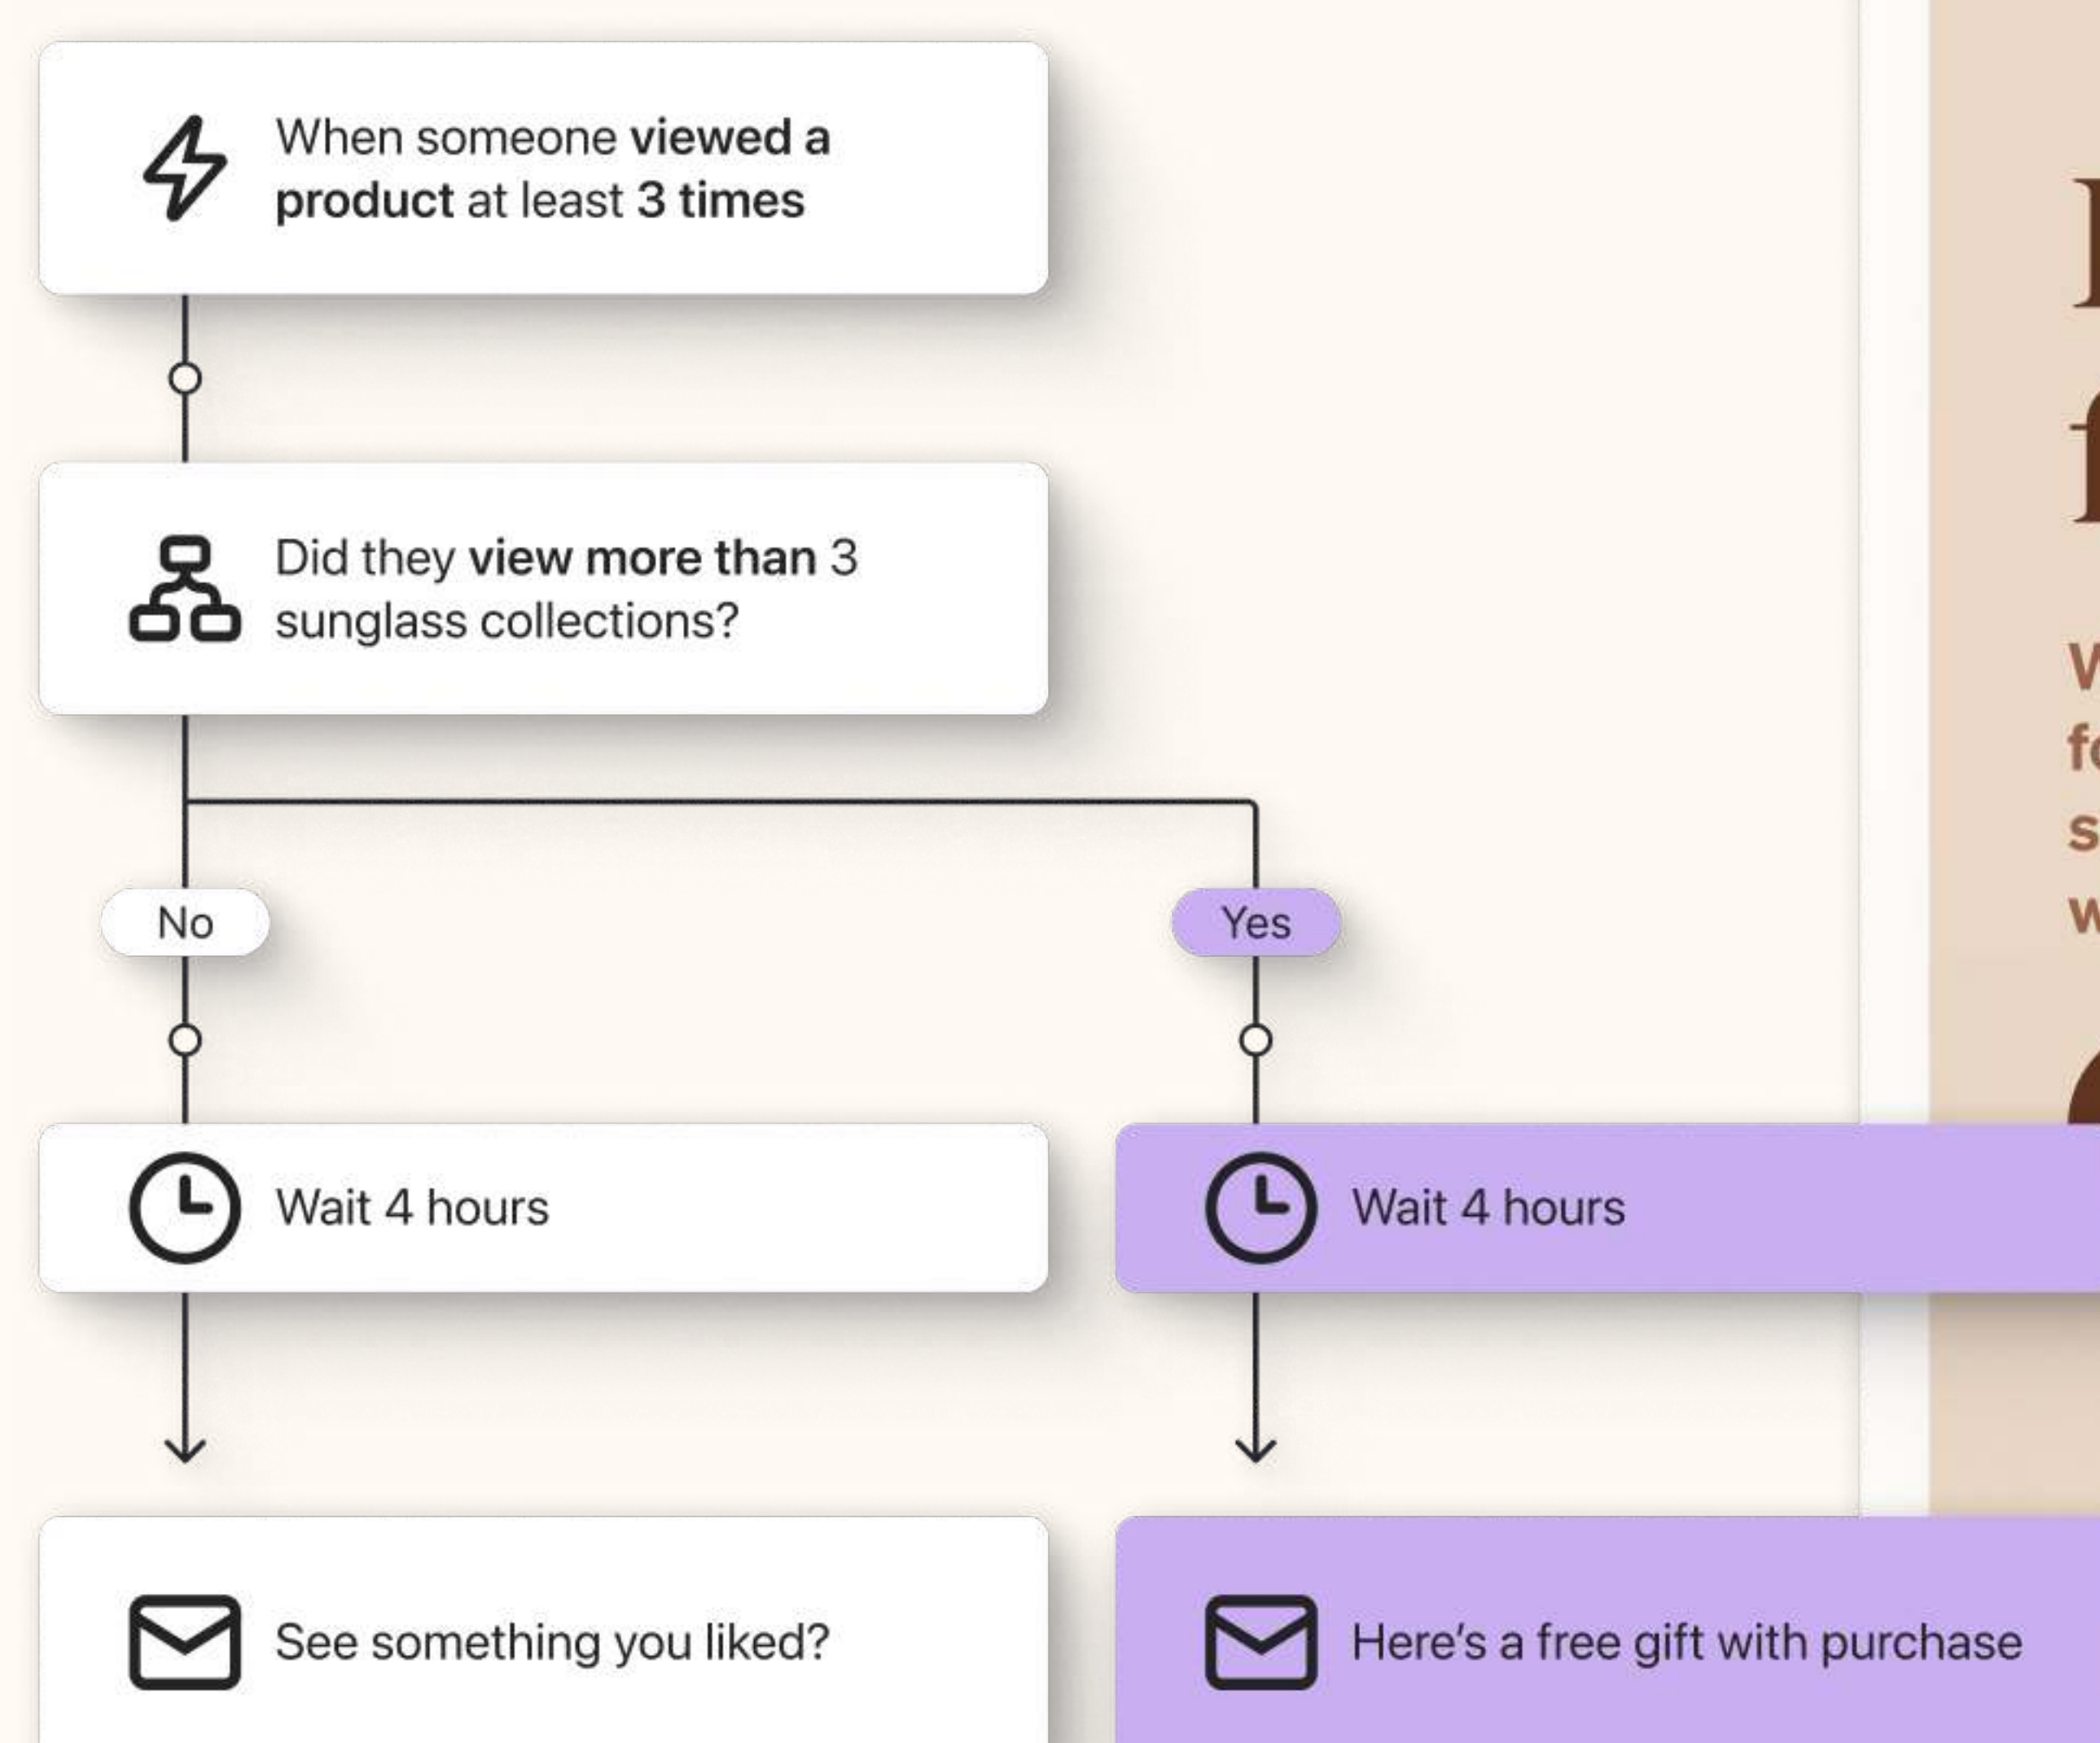 When someone viewed a
product at least 3 times
Did they view more than 3
sunglass collections?
No
Yes
Wait 4 hours
Wait 4 hours
See something you liked?
Here's a free gift with purchase